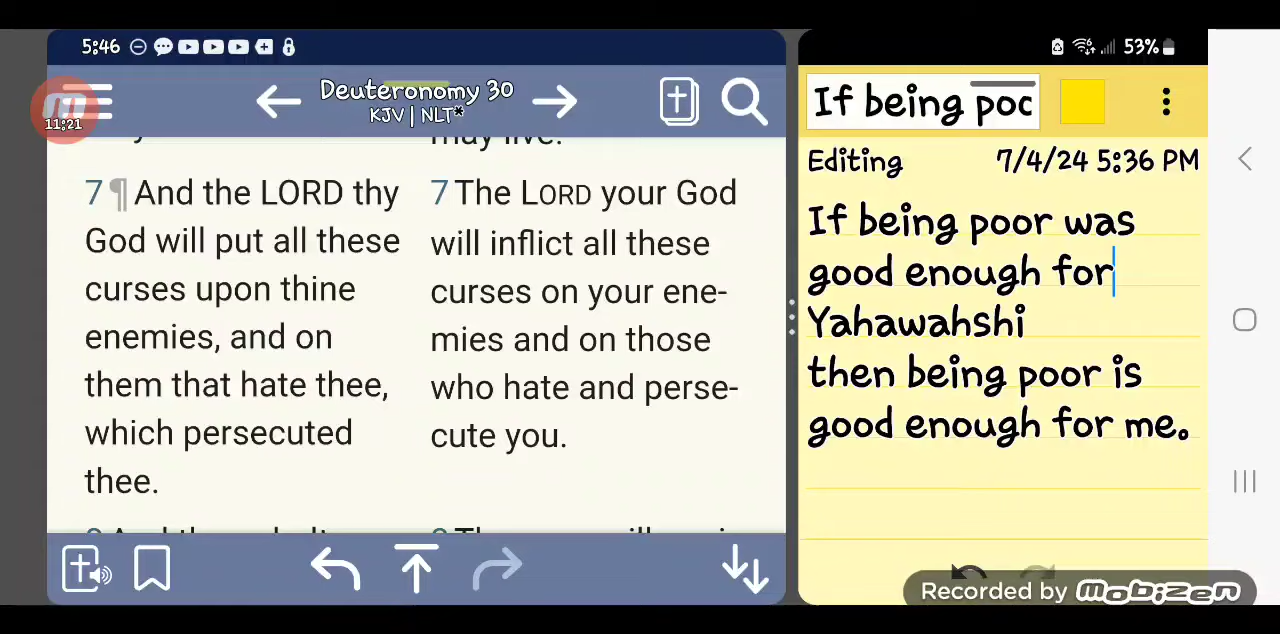 5:46
53%
11:21
Deuteronomy 30
KJV | NLT*
may live.
7 ¶ And the LORD thy
God will put all these
curses upon thine
enemies, and on
them that hate thee,
which persecuted
thee.
7 The LORD your God
will inflict all these
curses on your ene-
mies and on those
who hate and perse-
cute you.
If being poo
Editing 7/4/24 5:36 PM
If being poor was
good enough for
Yahawahshi
then being poor is
good enough for me.
Recorded by mobizen